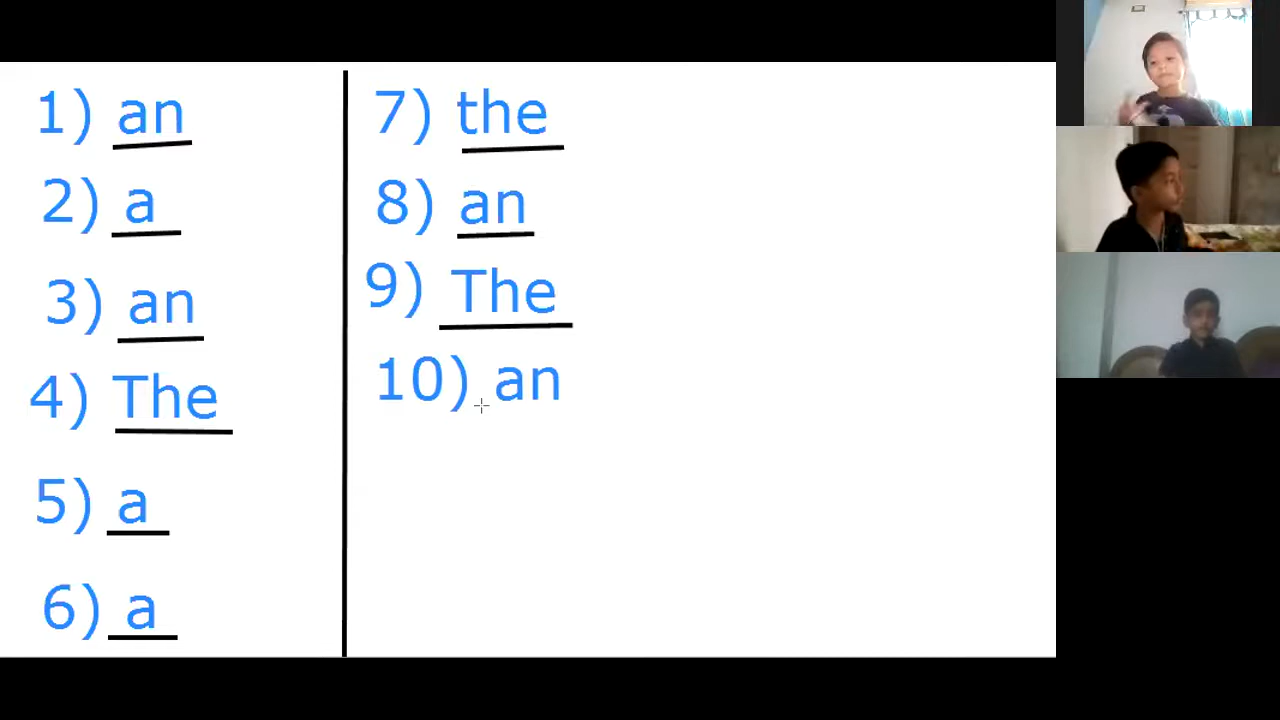 1) an
2) a
3) an
4) The
5) a
6) a
7) the
8) an
9) The
10) an